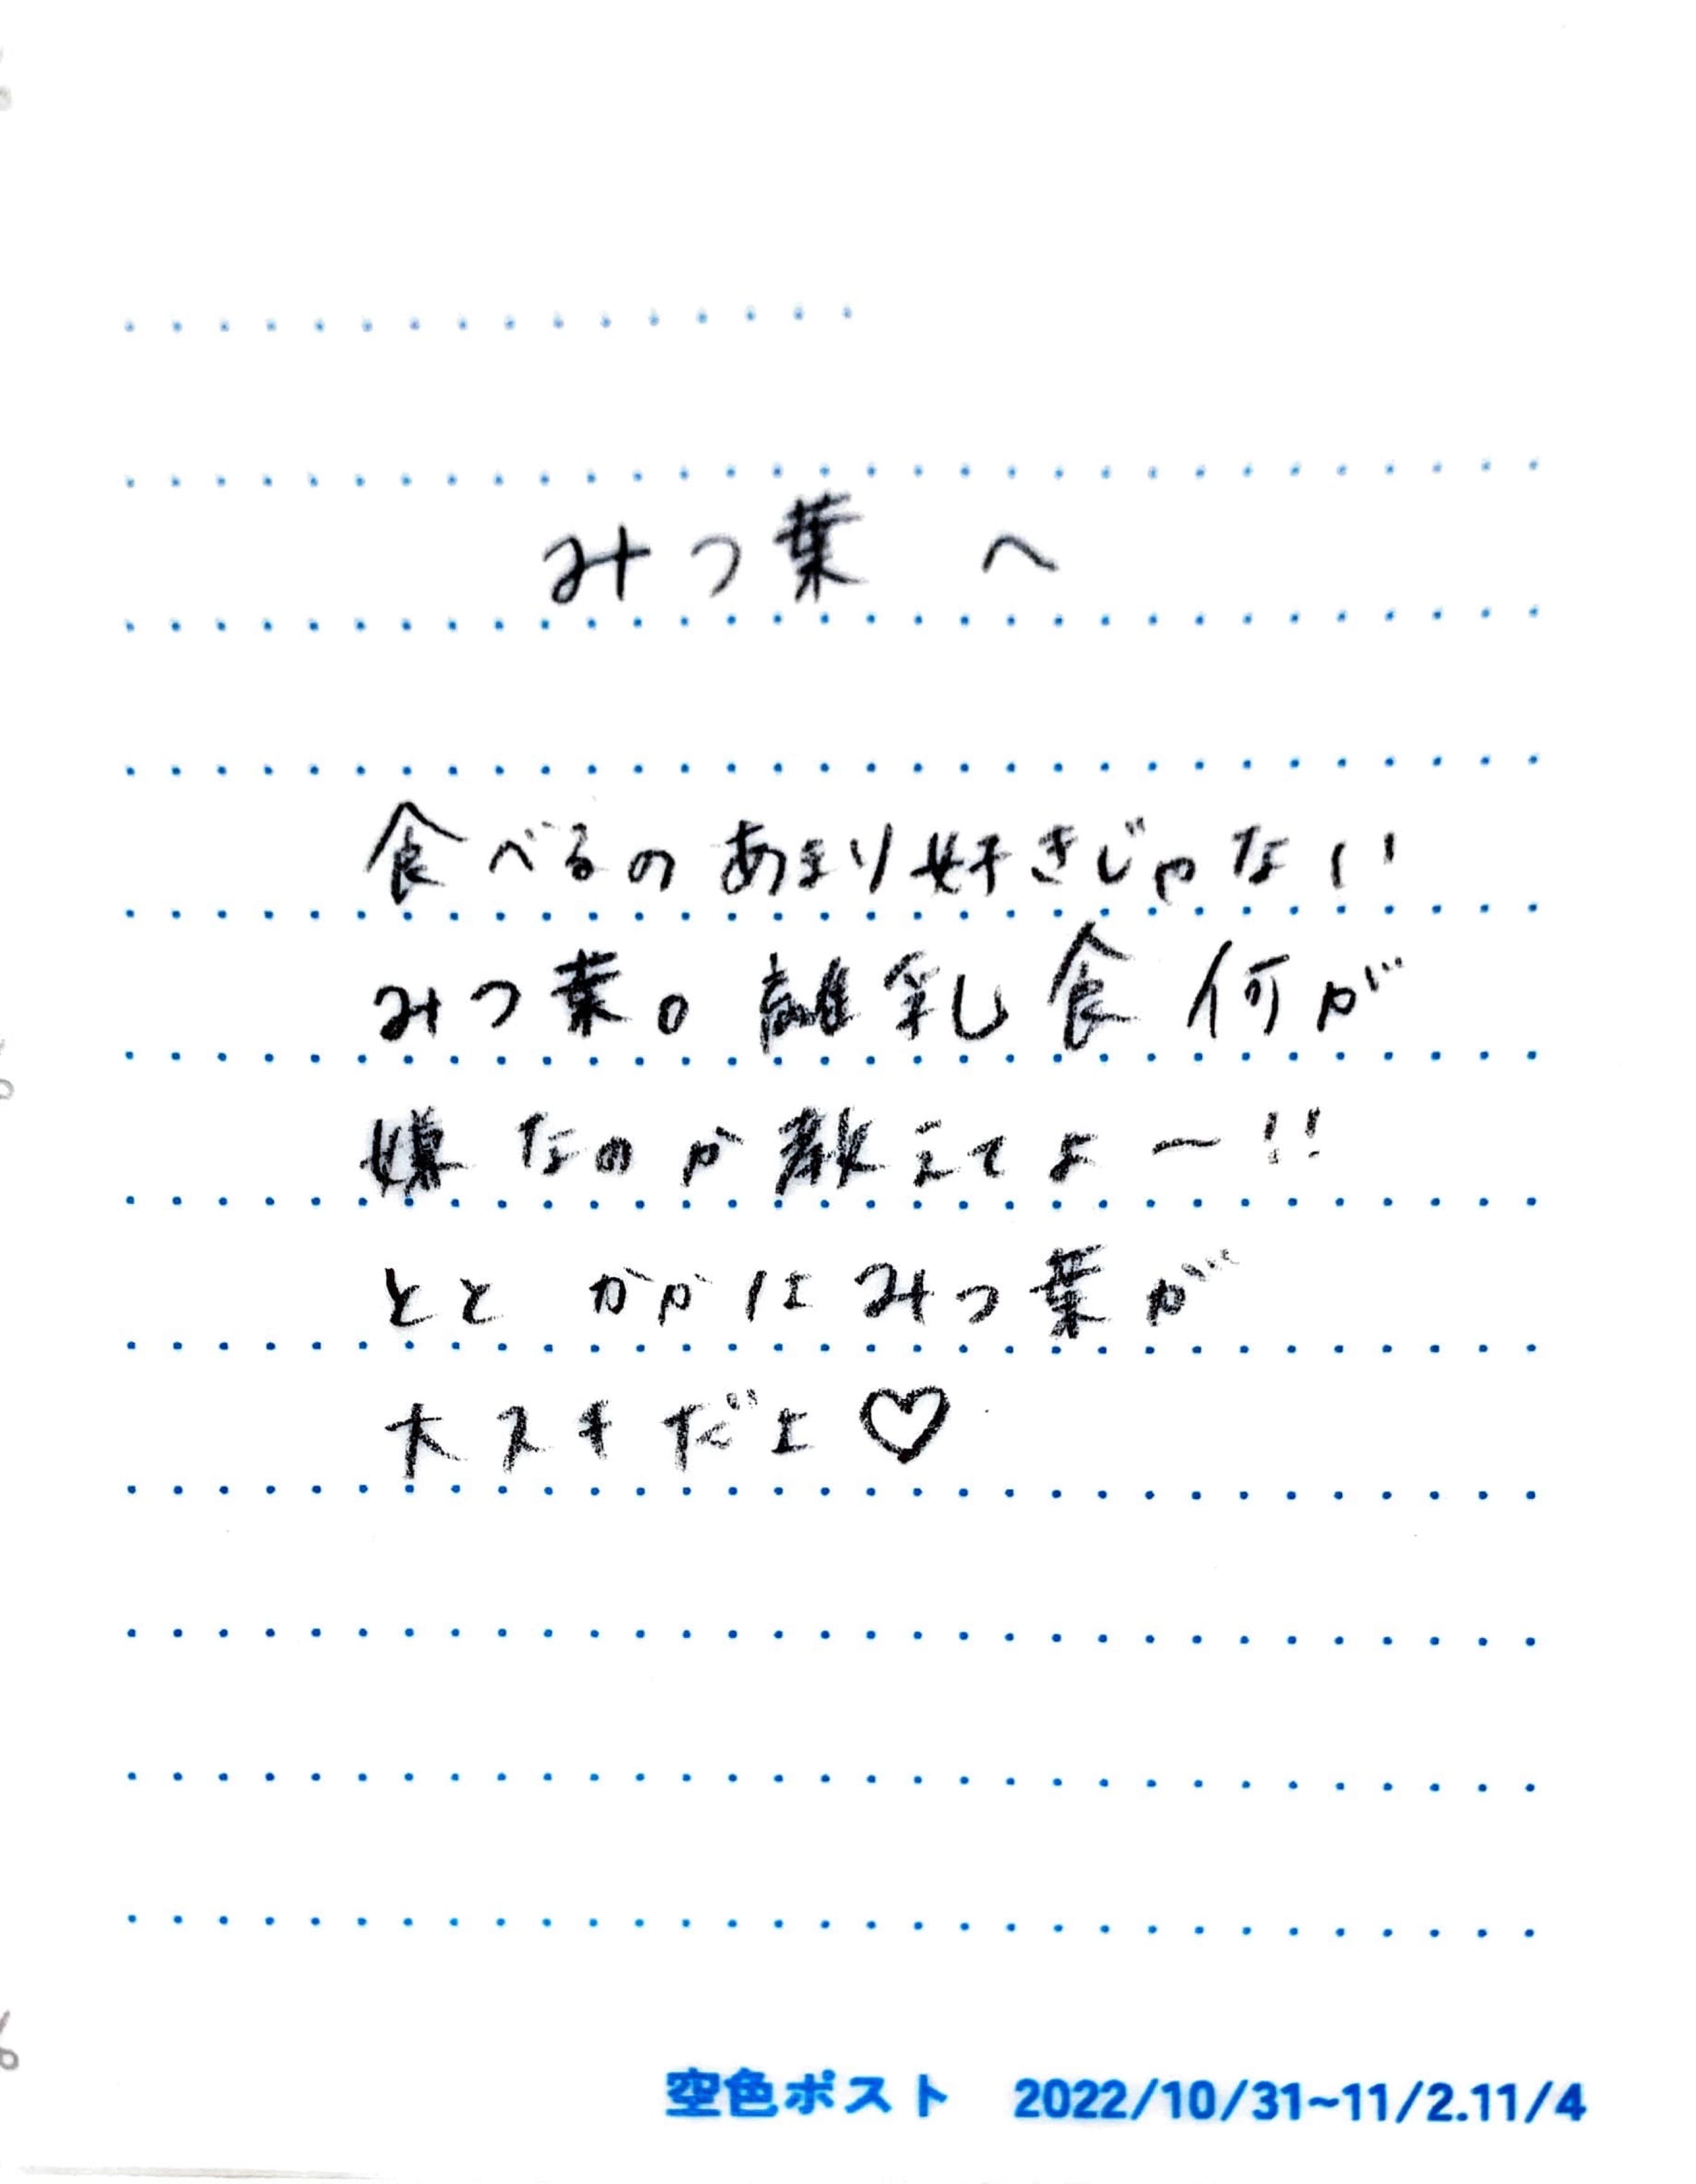 みつ葉 へ
食べるのあまり好きじゃない
みつ葉。離乳食何が
嫌なのか教えてよ〜!!
とと かかはみつ葉が
大スキだよ♡
空色ポスト 2022/10/31~11/2.11/4